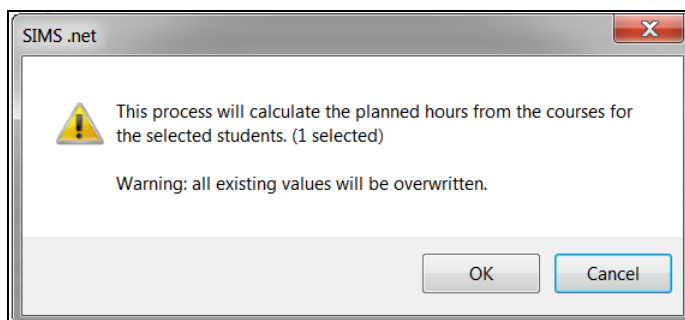 SIMS .net
This process will calculate the planned hours from the courses for
the selected students. (1 selected)
Warning: all existing values will be overwritten.
OK
Cancel